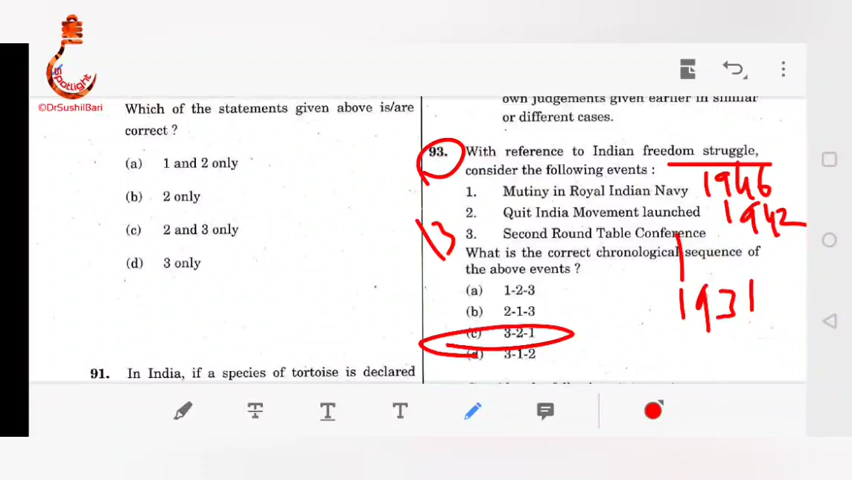 Spotlight
©DrSushilBari
Which of the statements given above is/are
correct ?
(a) 1 and 2 only
(b) 2 only
(c) 2 and 3 only
(d) 3 only
91. In India, if a species of tortoise is declared
own judgements given earlier in similar
or different cases.
93. With reference to Indian freedom struggle,
consider the following events :
1. Mutiny in Royal Indian Navy 1946
2. Quit India Movement launched 1942
3. Second Round Table Conference
13
What is the correct chronological sequence of
the above events ?
1931
(a) 1-2-3
(b) 2-1-3
(c) 3-2-1
(d) 3-1-2
T T T